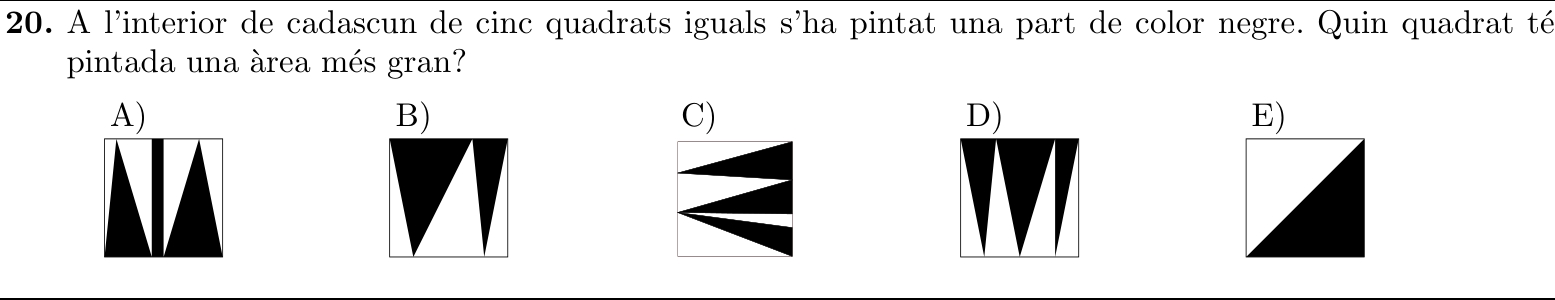 20. A l'interior de cadascun de cinc quadrats iguals s'ha pintat una part de color negre. Quin quadrat té
pintada una àrea més gran?
A) B) C) D) E)